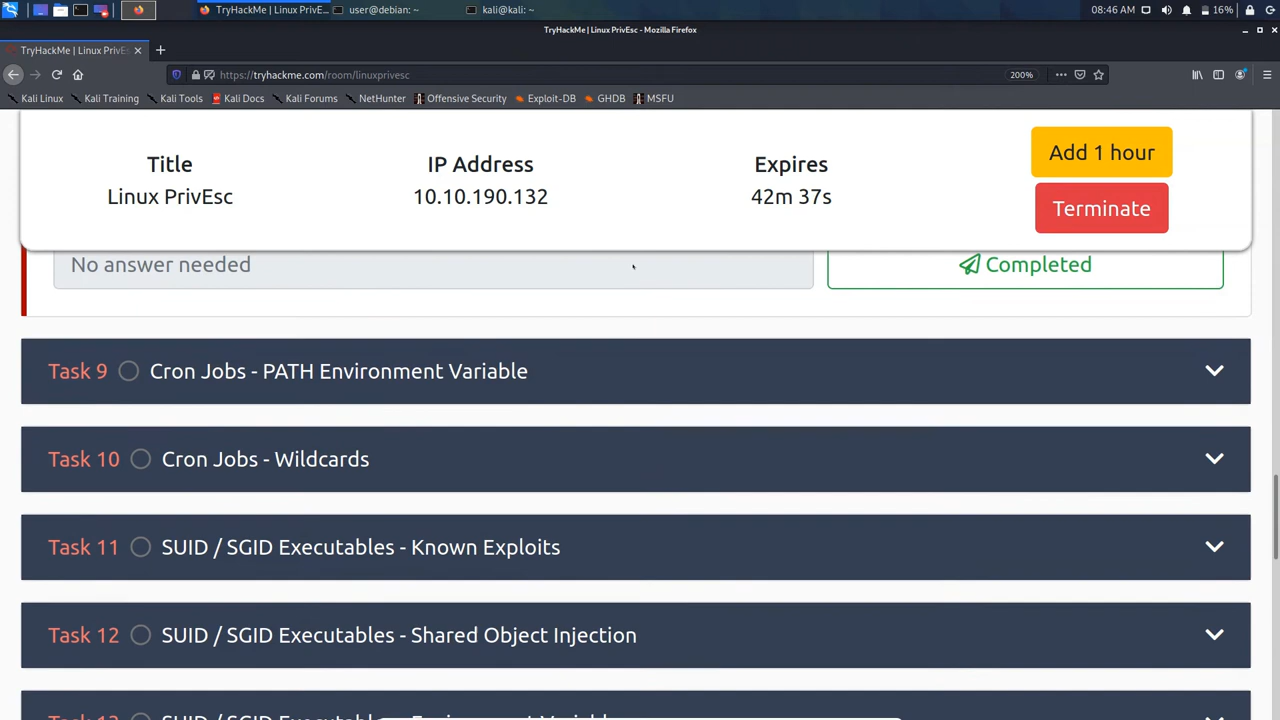 TryHackMe | Linux PrivE...
user@debian: ~
kali@kali: ~
08:46 AM
16%
TryHackMe | Linux PrivEsc - Mozilla Firefox
TryHackMe | Linux PrivEs
https://tryhackme.com/room/linuxprivesc
200%
Kali Linux
Kali Training
Kali Tools
Kali Docs
Kali Forums
NetHunter
Offensive Security
Exploit-DB
GHDB
MSFU
Title
IP Address
Expires
Add 1 hour
Linux PrivEsc
10.10.190.132
42m 37s
Terminate
No answer needed
Completed
Task 9
Cron Jobs - PATH Environment Variable
Task 10
Cron Jobs - Wildcards
Task 11
SUID / SGID Executables - Known Exploits
Task 12
SUID / SGID Executables - Shared Object Injection